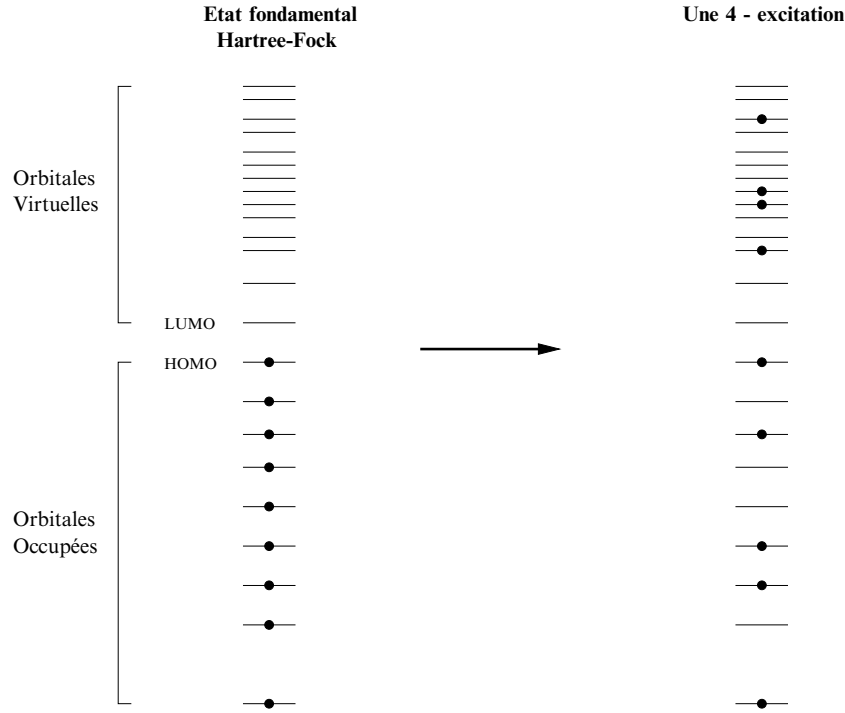 Etat fondamental
Hartree-Fock
Une 4 - excitation
Orbitales
Virtuelles
LUMO
HOMO
Orbitales
Occupées